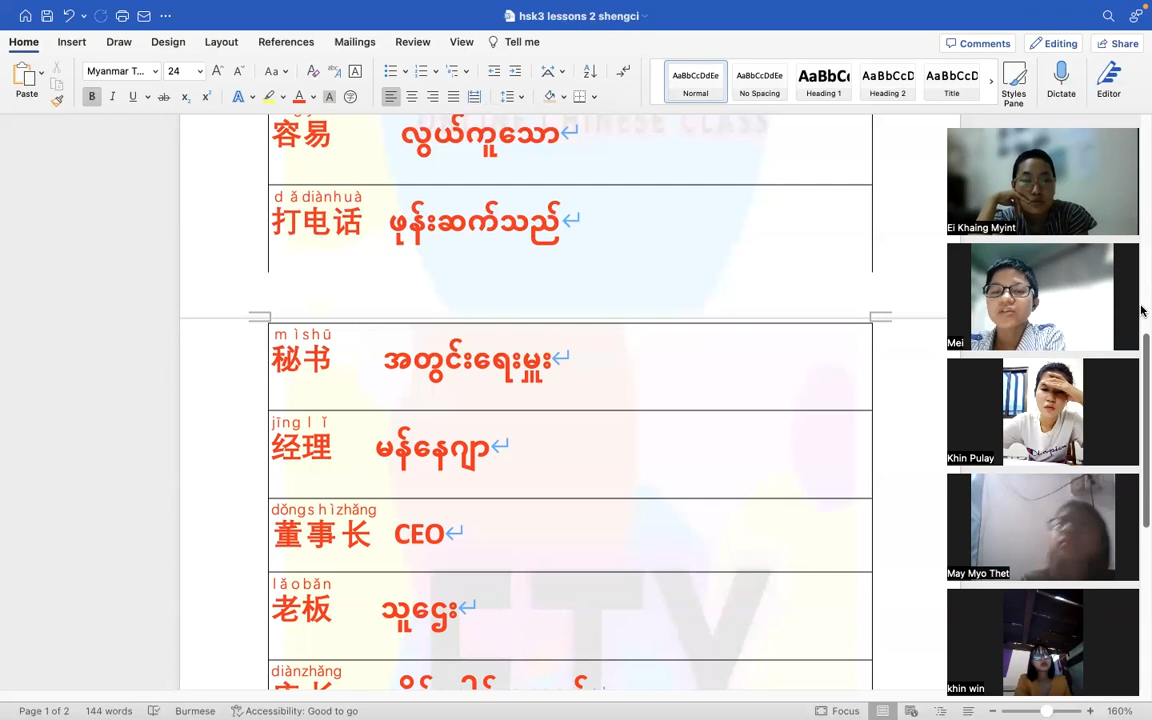 hsk3 lessons 2 shengci
Home Insert Draw Design Layout References Mailings Review View Tell me
Comments Editing Share
Paste
Myanmar T... 24
Normal No Spacing Heading 1 Heading 2 Title Styles Pane Dictate Editor
ONLINE CHINESE CLASS
容易 လွယ်ကူသော
dǎdiànhuà
打电话 ဖုန်းဆက်သည်
mìshū
秘书 အတွင်းရေးမှူး
jīnglǐ
经理 မန်နေဂျာ
dǒngshìzhǎng
董事长 CEO
lǎobǎn
老板 သူဌေး
diànzhǎng
ETV
Ei Khaing Myint
Mei
Khin Pulay
May Myo Thet
khin win
Page 1 of 2 144 words Burmese Accessibility: Good to go Focus 160%